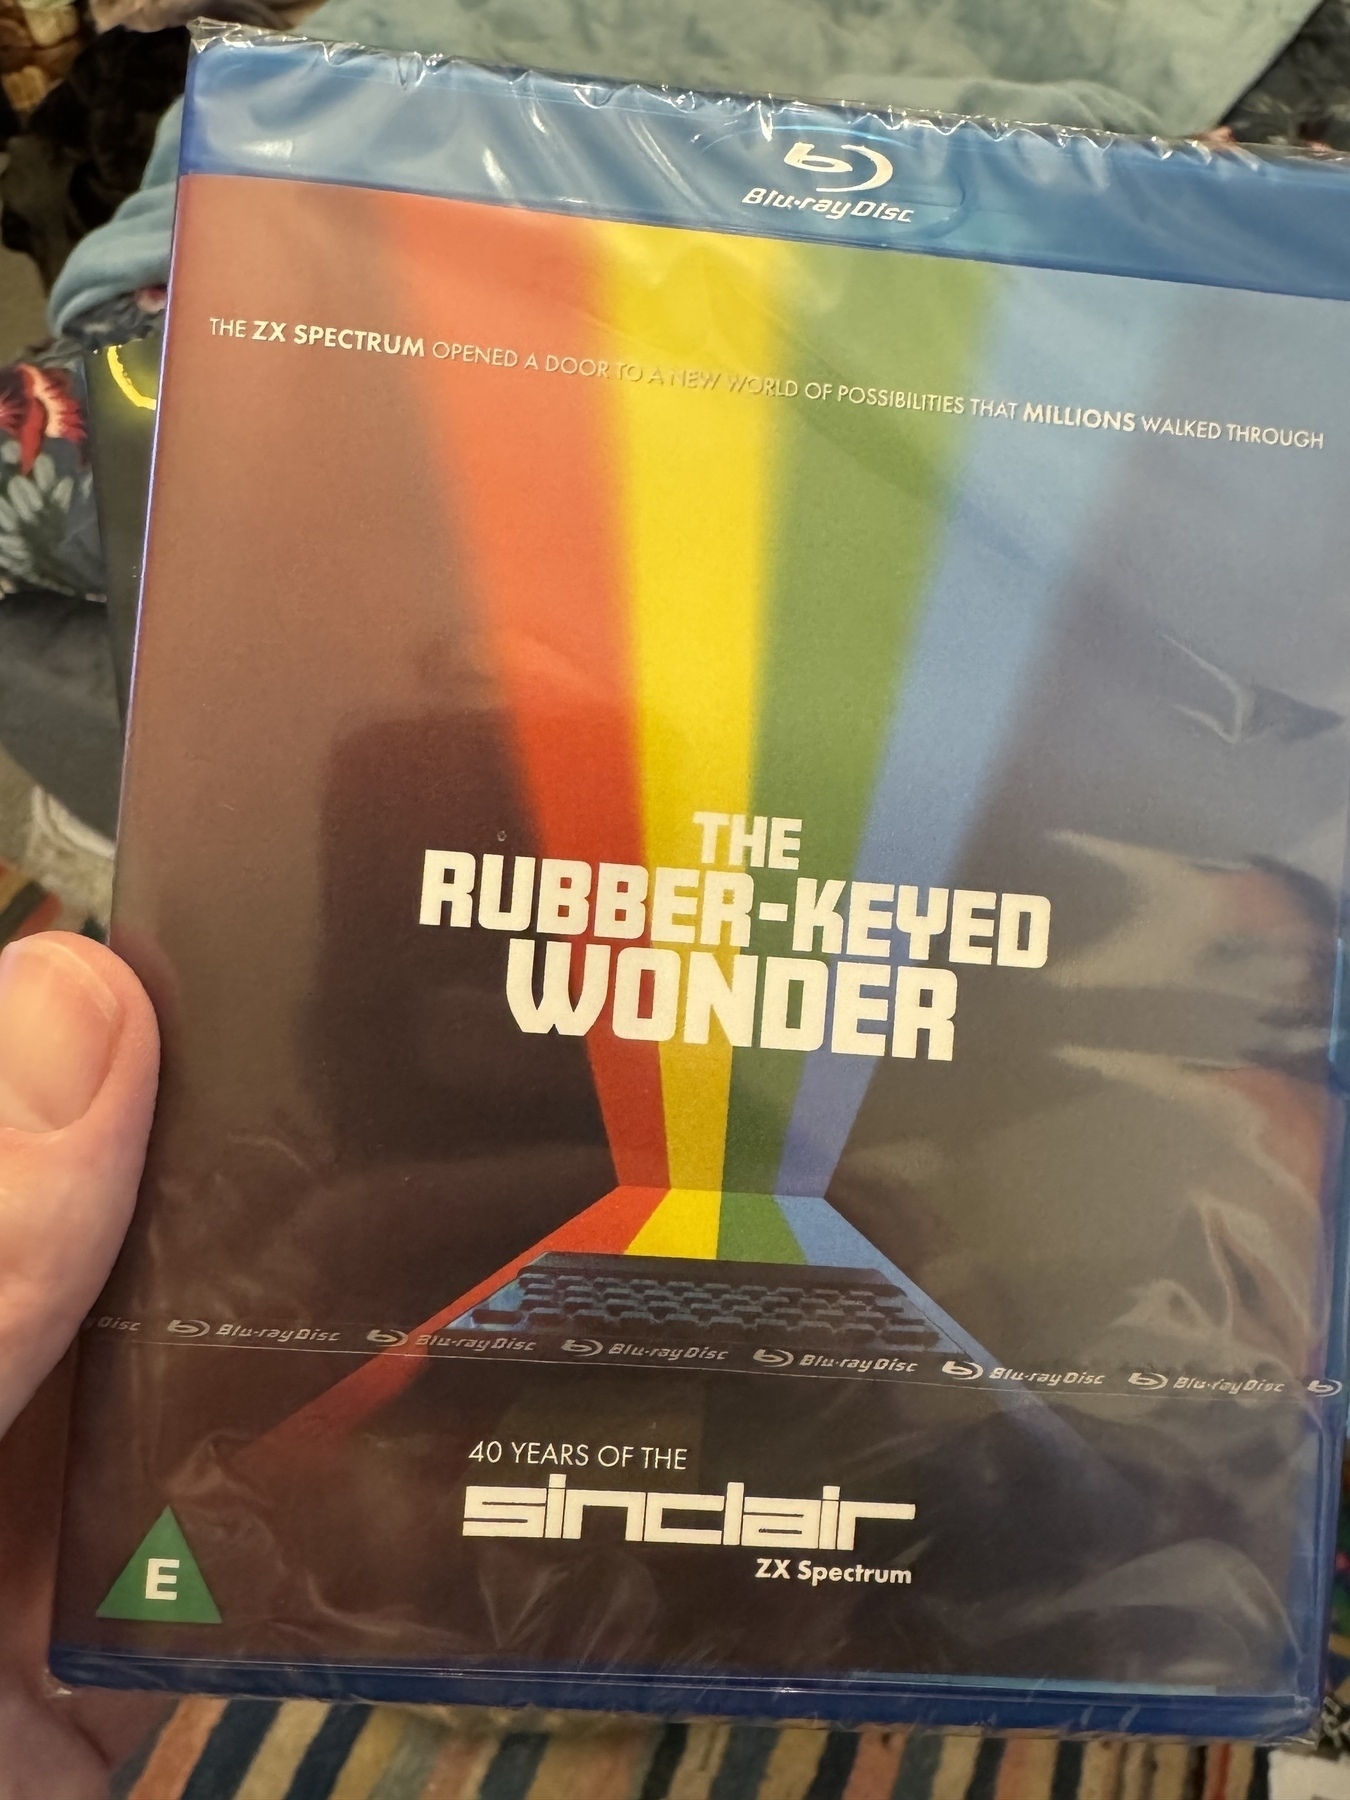 Blu-ray Disc
THE ZX SPECTRUM OPENED A DOOR TO A NEW WORLD OF POSSIBILITIES THAT MILLIONS WALKED THROUGH
THE
RUBBER-KEYED
WONDER
Disc Blu-ray Disc Blu-ray Disc Blu-ray Disc Blu-ray Disc Blu-ray Disc Blu-ray Disc
40 YEARS OF THE
sinclair
ZX Spectrum
E